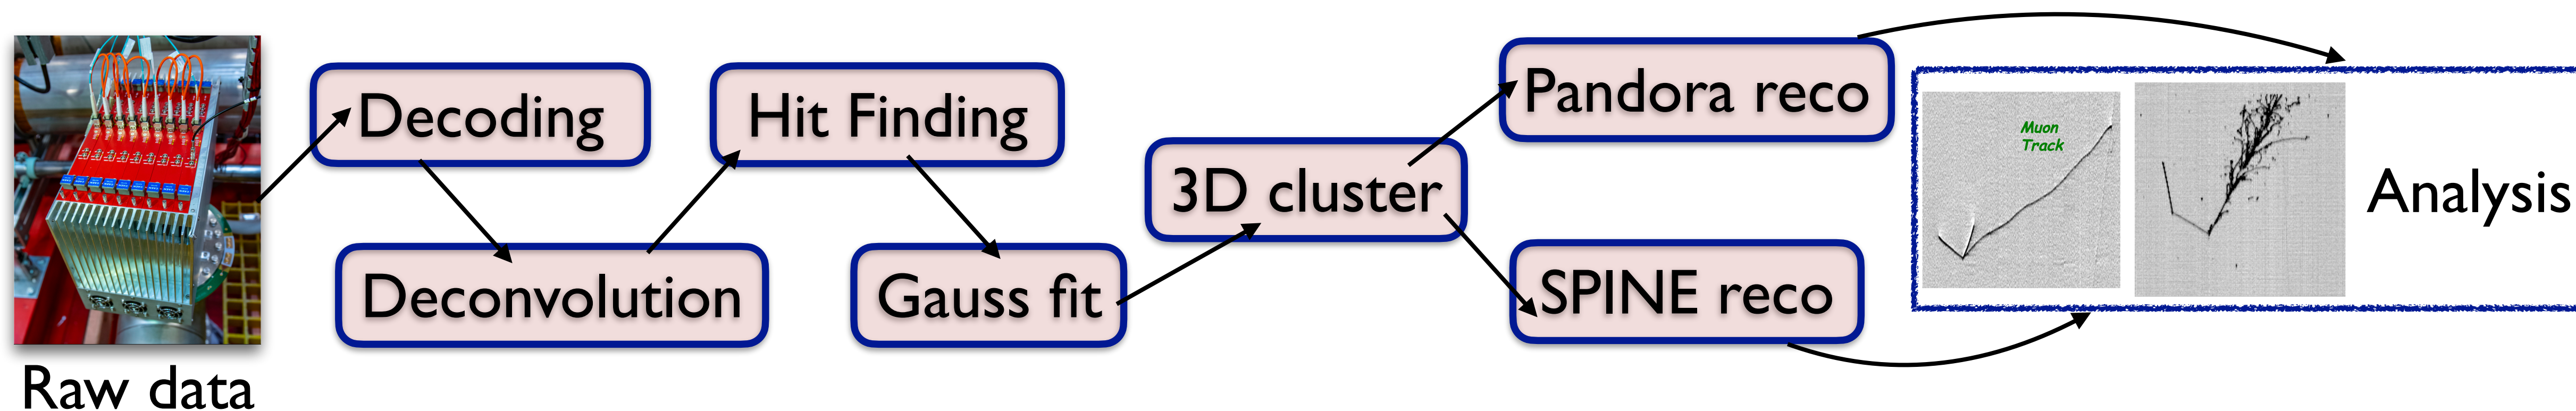 Raw data
Decoding
Deconvolution
Hit Finding
Gauss fit
3D cluster
Pandora reco
SPINE reco
Muon
Track
Analysis